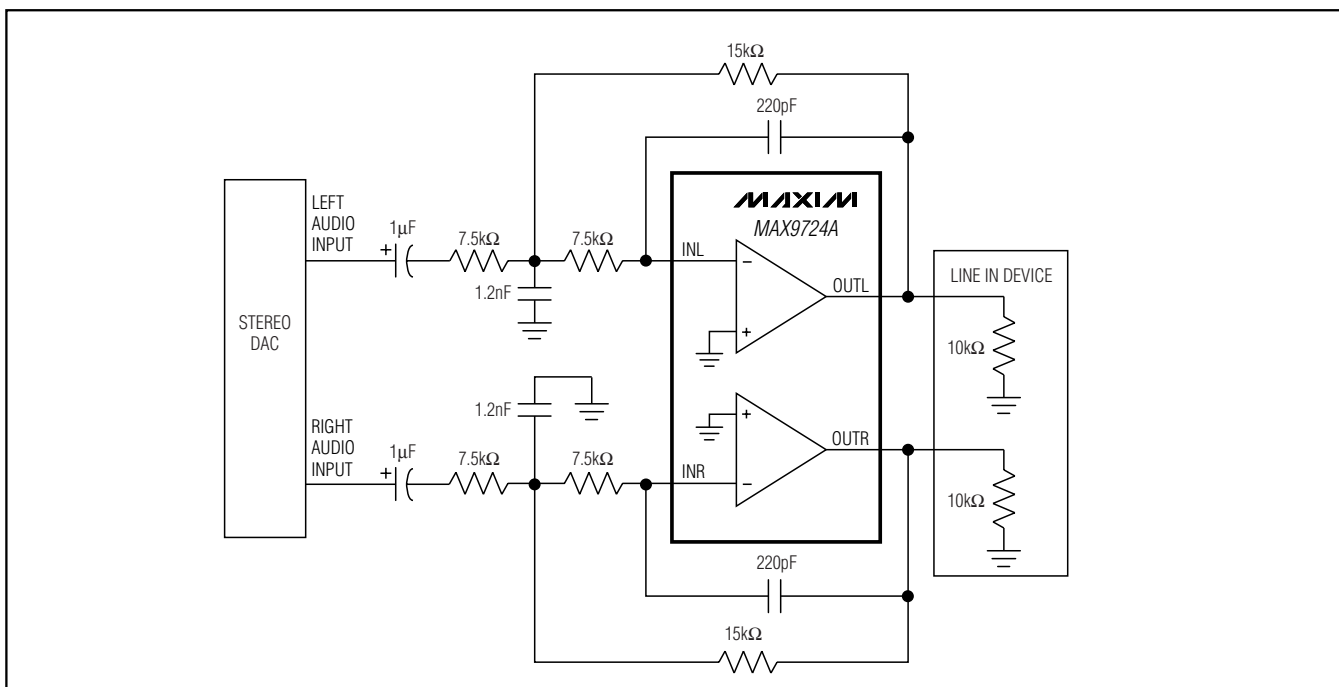 15kΩ
220pF
MAXIM
MAX9724A
LEFT
AUDIO
INPUT
1µF
+
7.5kΩ
7.5kΩ
INL
−
1.2nF
+
OUTL
LINE IN DEVICE
10kΩ
STEREO
DAC
1.2nF
RIGHT
AUDIO
INPUT
1µF
+
7.5kΩ
7.5kΩ
INR
+
−
OUTR
10kΩ
220pF
15kΩ